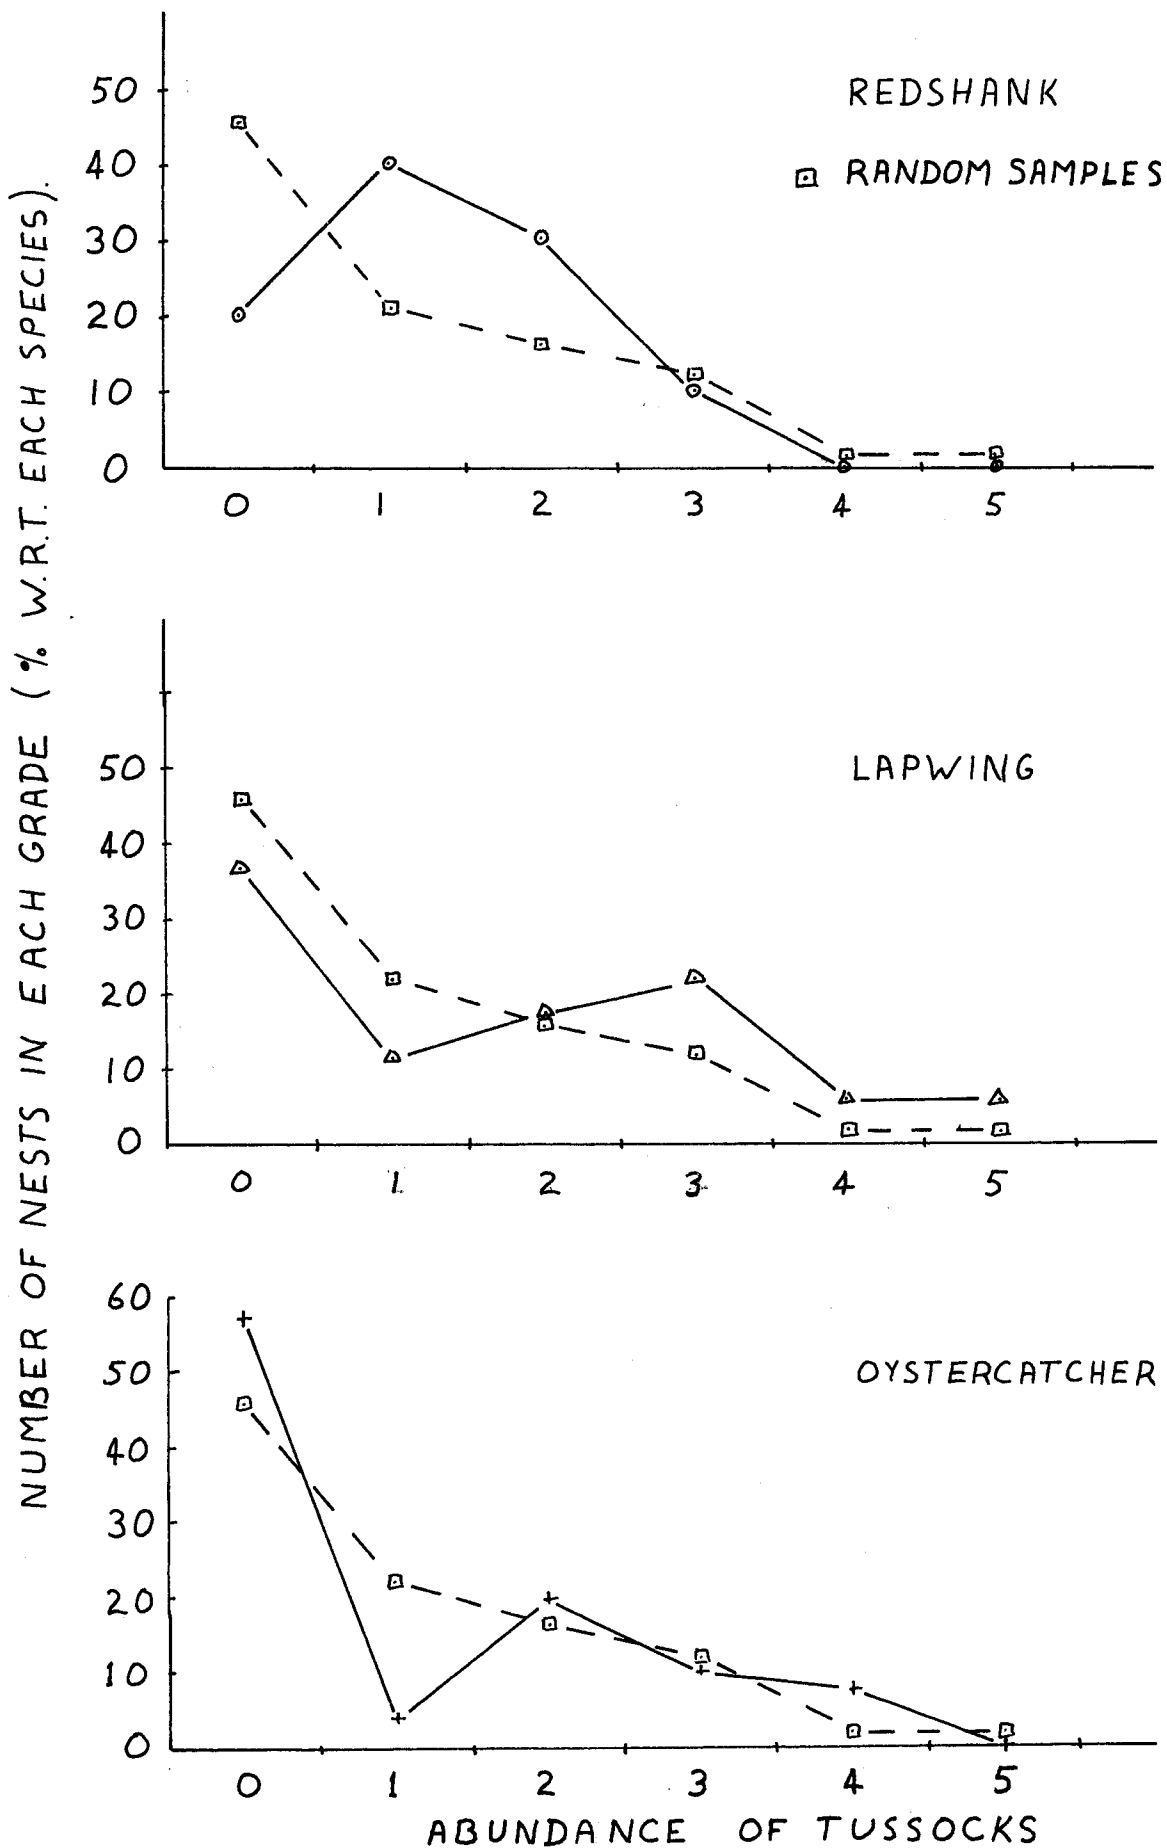 NUMBER OF NESTS IN EACH GRADE (% W.R.T. EACH SPECIES).
REDSHANK
RANDOM SAMPLES
50
40
30
20
10
0
0 1 2 3 4 5
LAPWING
50
40
30
20
10
0
0 1 2 3 4 5
OYSTERCATCHER
60
50
40
30
20
10
0
0 1 2 3 4 5
ABUNDANCE OF TUSSOCKS